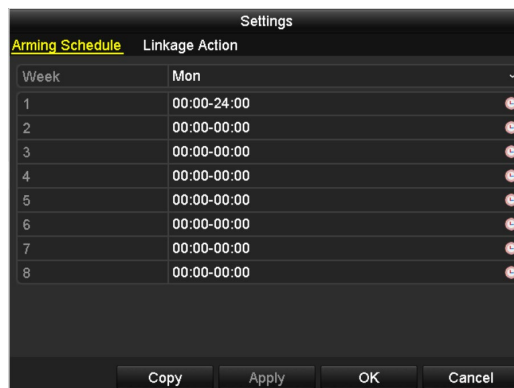 Settings
Arming Schedule Linkage Action
Week Mon
1 00:00-24:00
2 00:00-00:00
3 00:00-00:00
4 00:00-00:00
5 00:00-00:00
6 00:00-00:00
7 00:00-00:00
8 00:00-00:00
Copy Apply OK Cancel